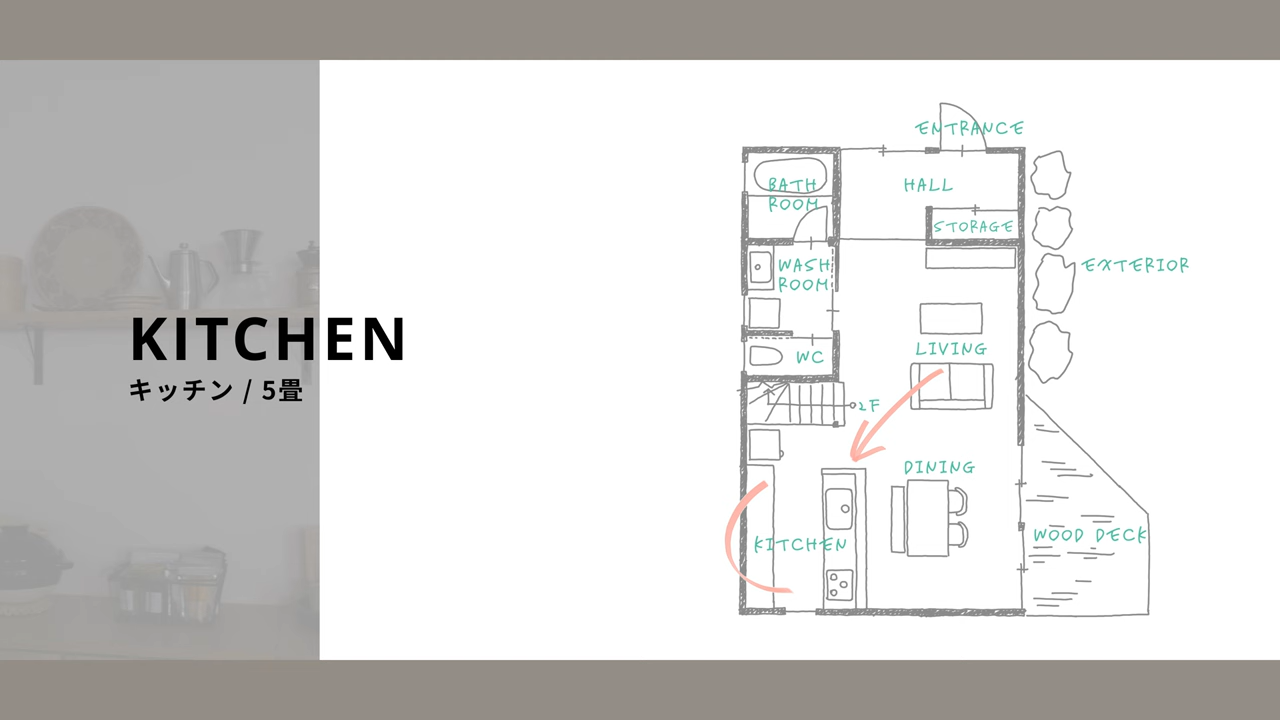 KITCHEN
キッチン / 5畳
ENTRANCE
BATH
ROOM
HALL
STORAGE
WASH
ROOM
EXTERIOR
LIVING
WC
2F
DINING
KITCHEN
WOOD DECK